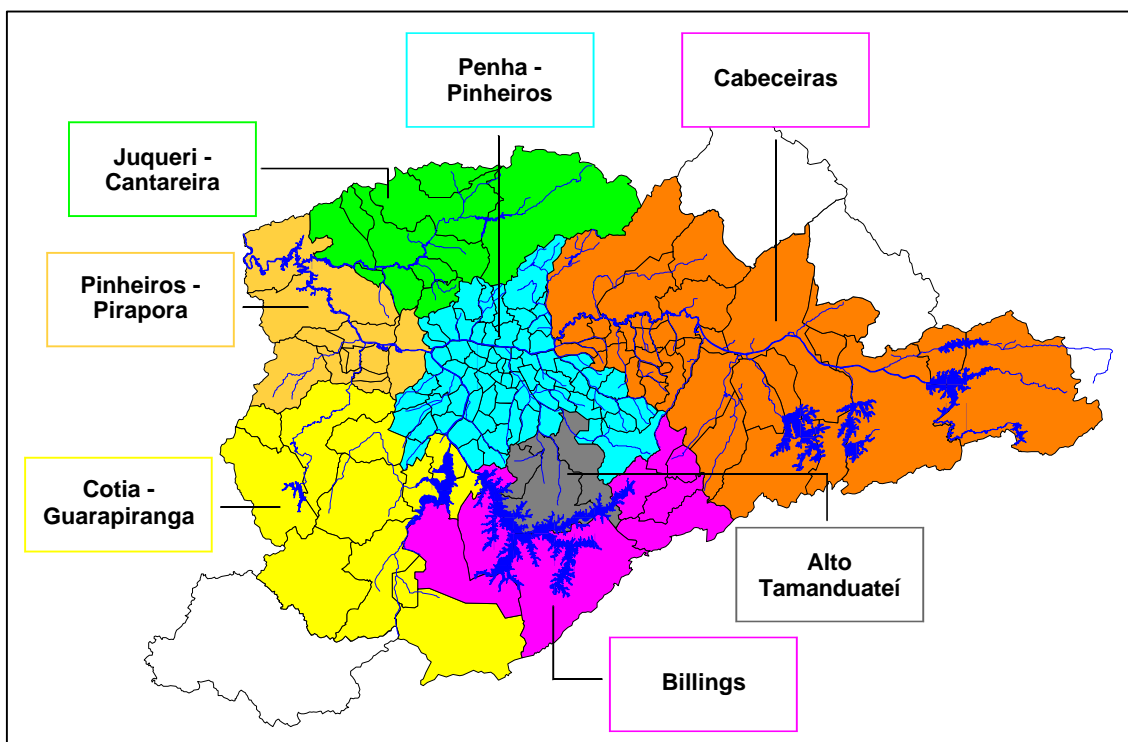 Penha -
Pinheiros
Cabeceiras
Juqueri -
Cantareira
Pinheiros -
Pirapora
Cotia -
Guarapiranga
Alto
Tamanduateí
Billings